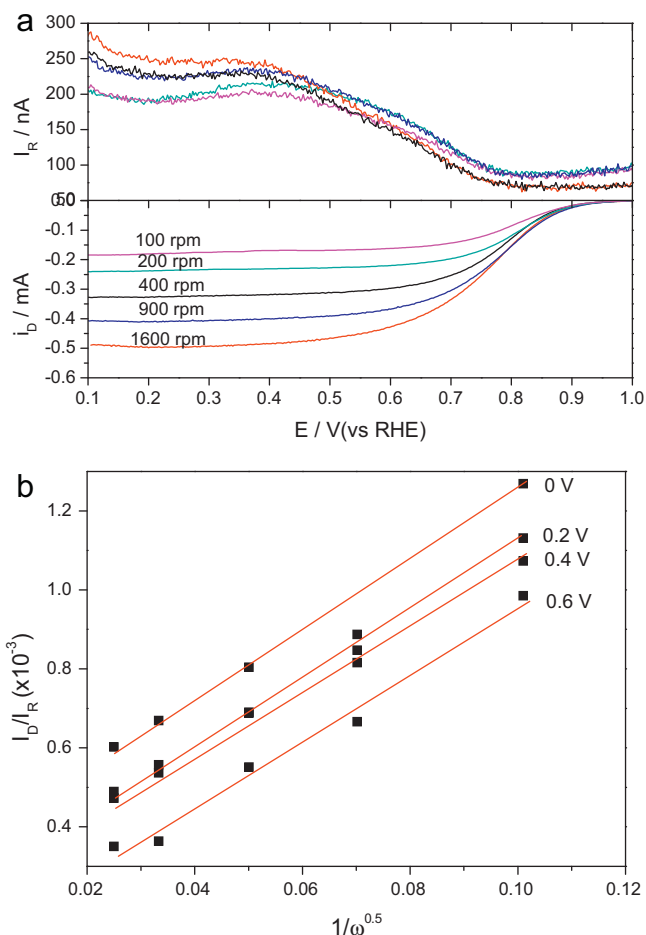 a
300
250
200
150
100
50
I_R / nA
0.0
-0.1
-0.2
-0.3
-0.4
-0.5
-0.6
i_D / mA
100 rpm
200 rpm
400 rpm
900 rpm
1600 rpm
0.1 0.2 0.3 0.4 0.5 0.6 0.7 0.8 0.9 1.0
E / V(vs RHE)
b
1.2
1.0
0.8
0.6
0.4
I_D/I_R (x10^-3)
0 V
0.2 V
0.4 V
0.6 V
0.02 0.04 0.06 0.08 0.10 0.12
1/ω^0.5